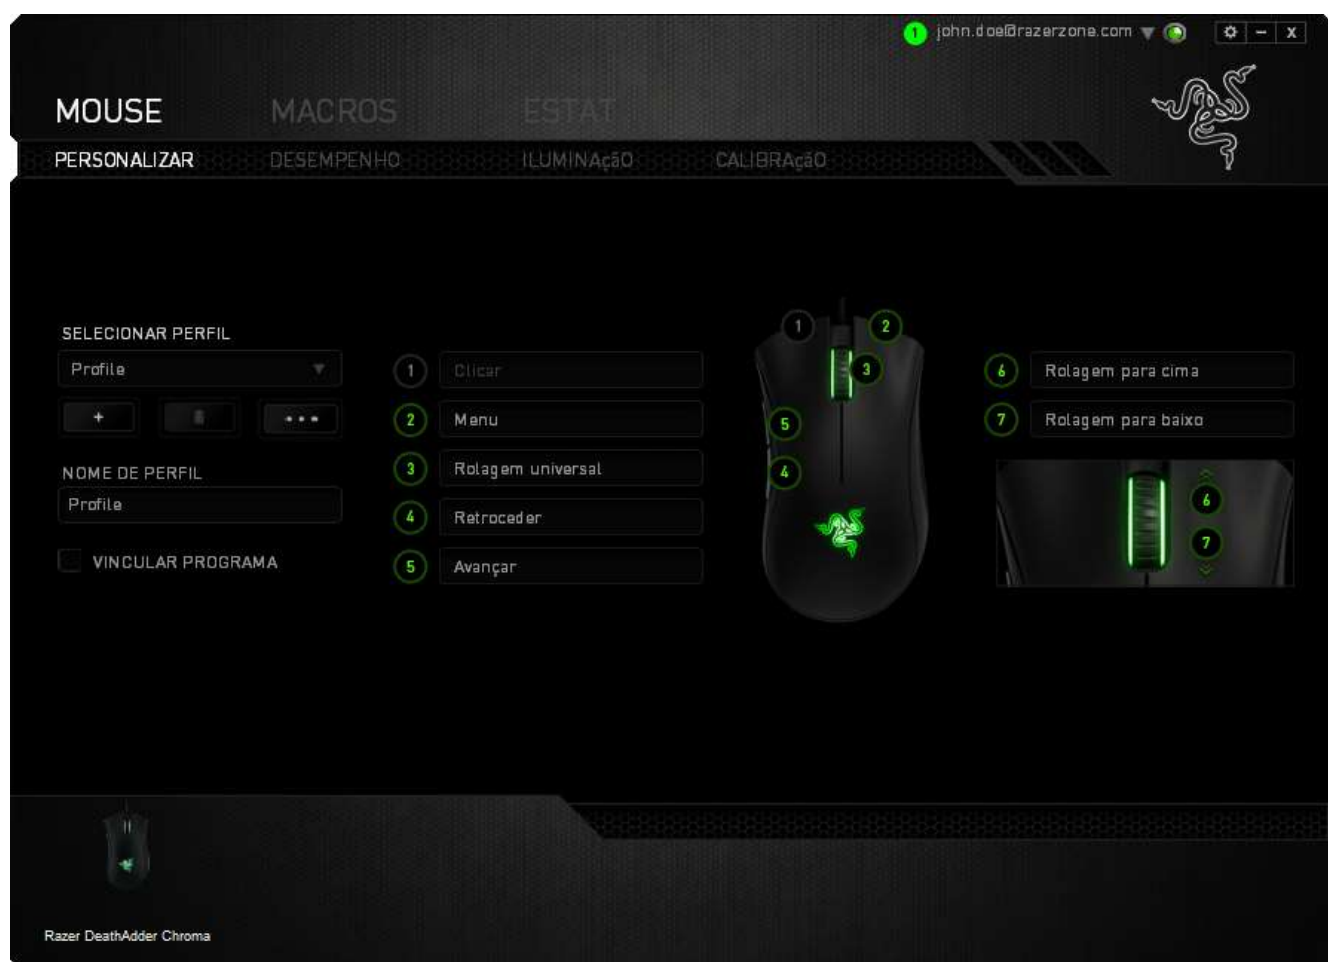 1 john.doe@razerzone.com
X
MOUSE MACROS ESTAT
PERSONALIZAR DESEMPENHO ILUMINAçãO CALIBRAçãO
SELECIONAR PERFIL
Profile
+
NOME DE PERFIL
Profile
VINCULAR PROGRAMA
1 Clicar
2 Menu
3 Rolagem universal
4 Retroceder
5 Avançar
1
2
3
5
4
6 Rolagem para cima
7 Rolagem para baixo
6
7
Razer DeathAdder Chroma